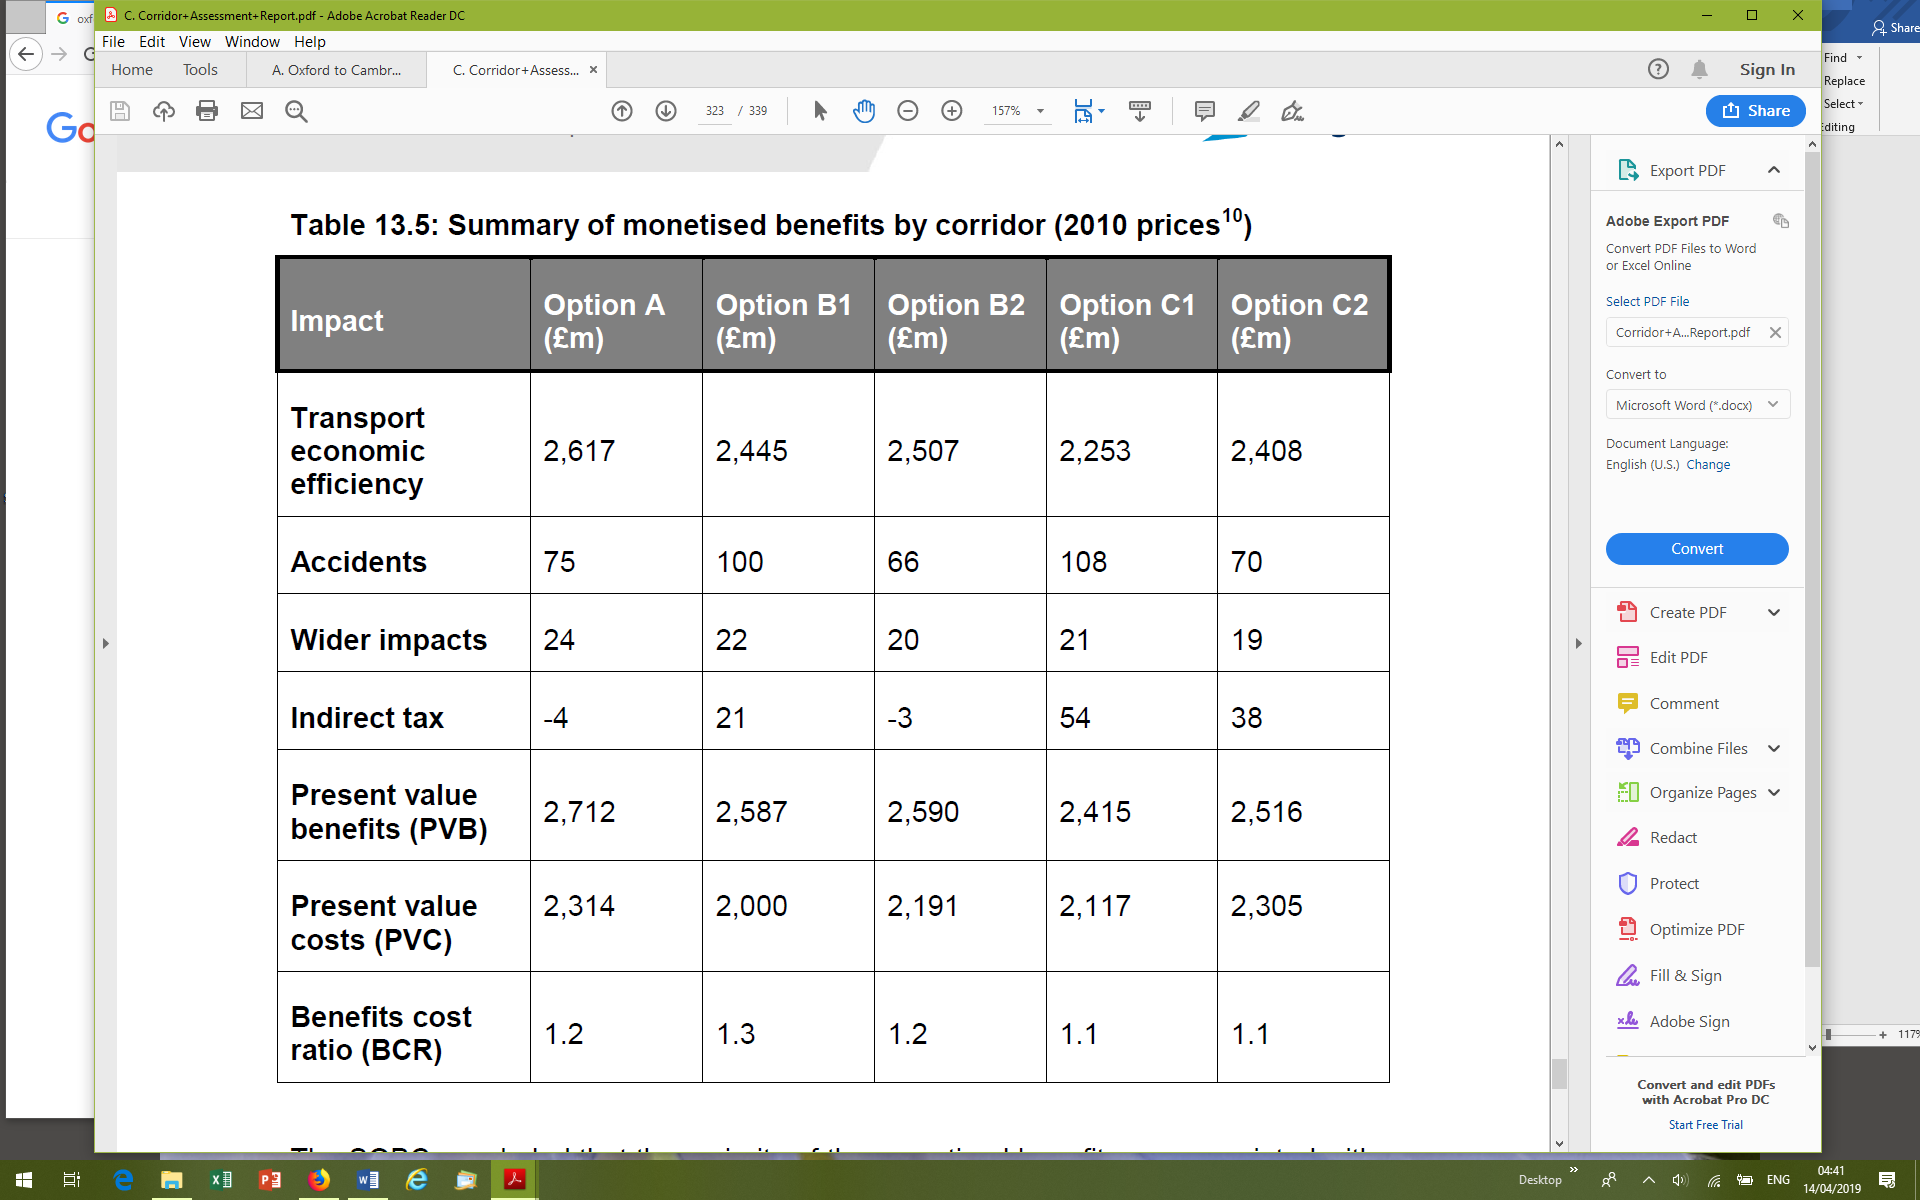 C. Corridor+Assessment+Report.pdf - Adobe Acrobat Reader DC
File Edit View Window Help
Home Tools A. Oxford to Cambr... C. Corridor+Assess...
323 / 339 157%
Sign In
Share
Share
Find
Replace
Select
Editing
oxf
Go
Table 13.5: Summary of monetised benefits by corridor (2010 prices10)
Impact Option A (£m) Option B1 (£m) Option B2 (£m) Option C1 (£m) Option C2 (£m)
Transport economic efficiency 2,617 2,445 2,507 2,253 2,408
Accidents 75 100 66 108 70
Wider impacts 24 22 20 21 19
Indirect tax -4 21 -3 54 38
Present value benefits (PVB) 2,712 2,587 2,590 2,415 2,516
Present value costs (PVC) 2,314 2,000 2,191 2,117 2,305
Benefits cost ratio (BCR) 1.2 1.3 1.2 1.1 1.1
Export PDF
Adobe Export PDF
Convert PDF Files to Word
or Excel Online
Select PDF File
Corridor+A...Report.pdf
Convert to
Microsoft Word (*.docx)
Document Language:
English (U.S.) Change
Convert
Create PDF
Edit PDF
Comment
Combine Files
Organize Pages
Redact
Protect
Optimize PDF
Fill & Sign
Adobe Sign
Convert and edit PDFs
with Acrobat Pro DC
Start Free Trial
117%
Desktop
ENG
04:41
14/04/2019